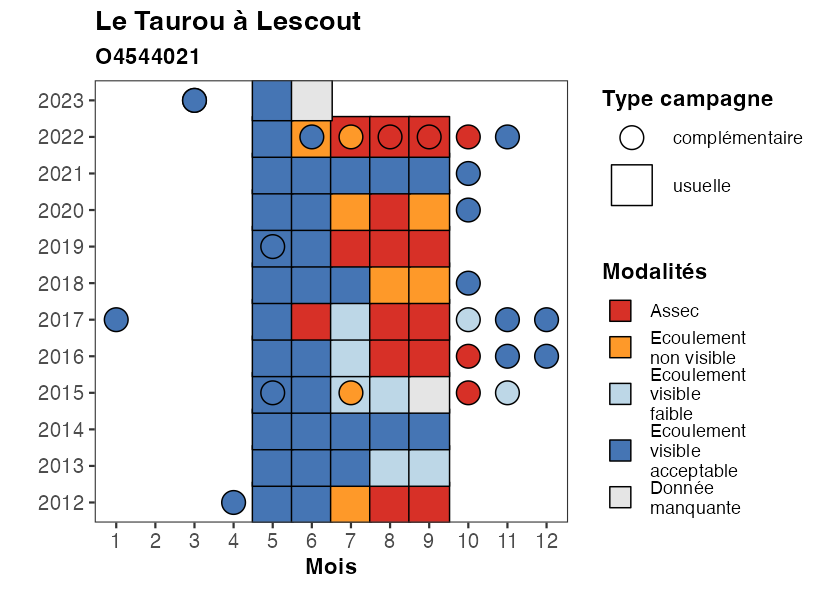 Le Taurou à Lescout
O4544021
2023
2022
2021
2020
2019
2018
2017
2016
2015
2014
2013
2012
1 2 3 4 5 6 7 8 9 10 11 12
Mois
Type campagne
complémentaire
usuelle
Modalités
Assec
Ecoulement
non visible
Ecoulement
visible
faible
Ecoulement
visible
acceptable
Donnée
manquante